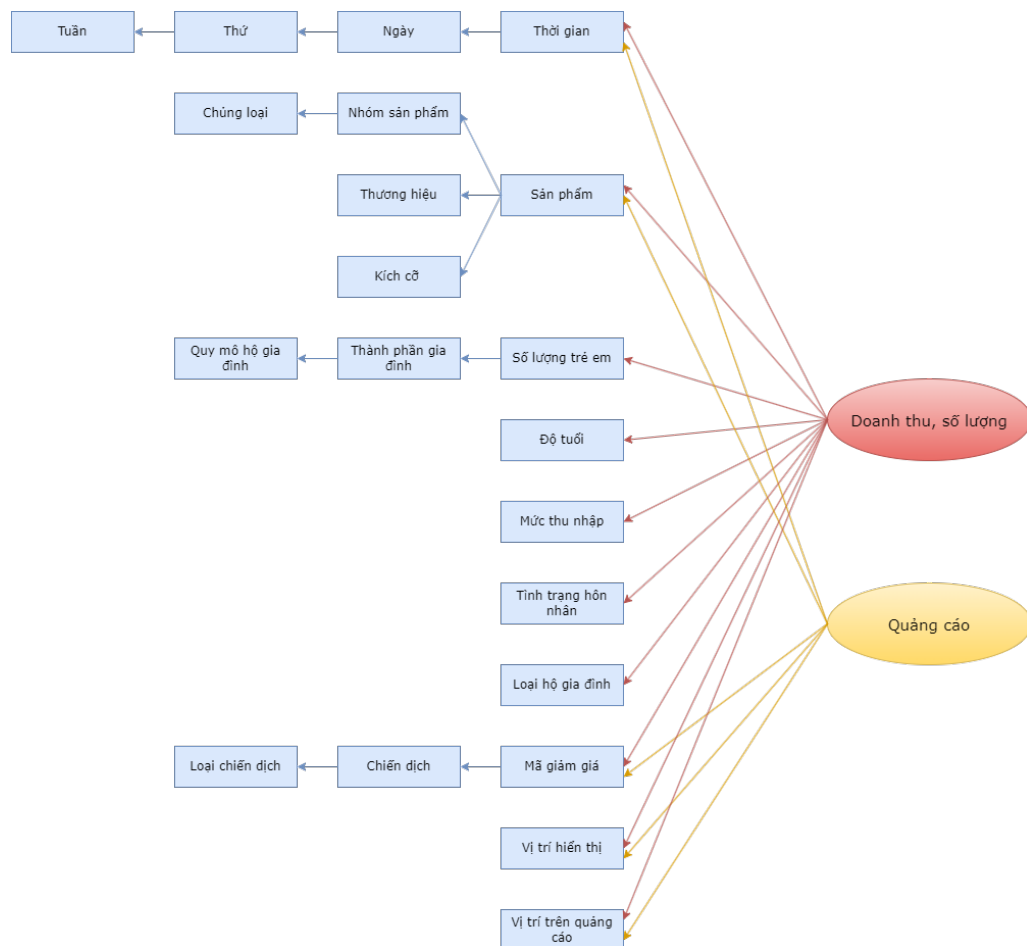 Tuần
Thứ
Ngày
Thời gian
Chủng loại
Nhóm sản phẩm
Thương hiệu
Sản phẩm
Kích cỡ
Quy mô hộ gia
đình
Thành phần gia
đình
Số lượng trẻ em
Doanh thu, số lượng
Độ tuổi
Mức thu nhập
Tình trạng hôn
nhân
Quảng cáo
Loại hộ gia đình
Loại chiến dịch
Chiến dịch
Mã giảm giá
Vị trí hiển thị
Vị trí trên quảng
cáo